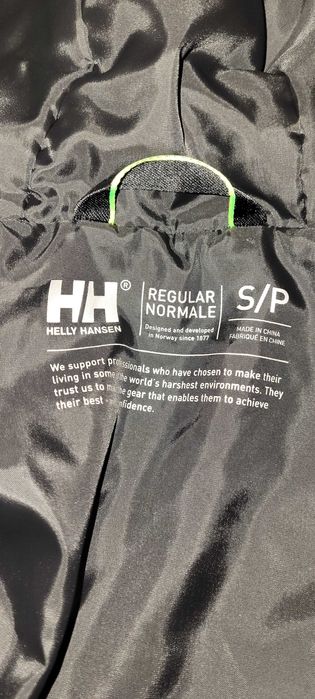 HH®
HELLY HANSEN
REGULAR
NORMALE
Designed and developed
in Norway since 1877
S/P
MADE IN CHINA
FABRIQUÉ EN CHINE
We support professionals who have chosen to make their
living in some the world's harshest environments. They
trust us to gear that enables them to achieve
their best - confidence.